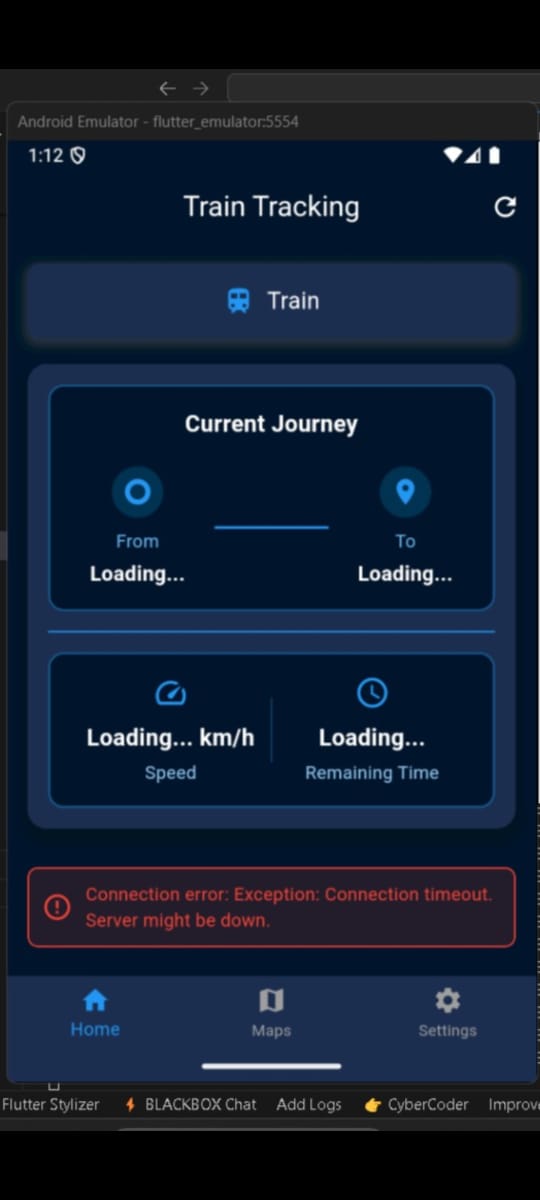 Android Emulator - flutter_emulator:5554
1:12
Train Tracking
Train
Current Journey
From
To
Loading...
Loading...
Loading... km/h
Loading...
Speed
Remaining Time
Connection error: Exception: Connection timeout.
Server might be down.
Home
Maps
Settings
Flutter Stylizer
BLACKBOX Chat
Add Logs
CyberCoder
Improv